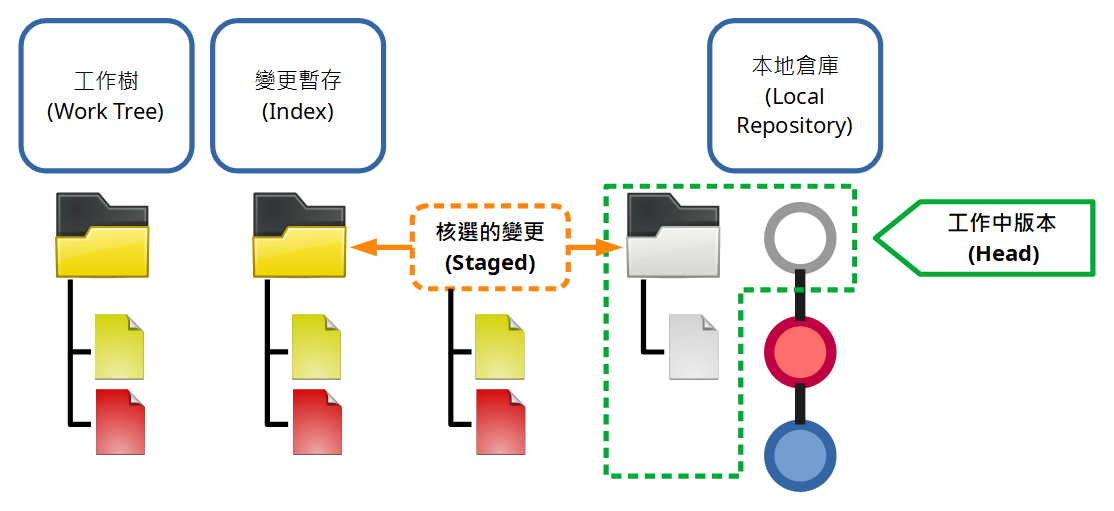 工作樹
(Work Tree)
變更暫存
(Index)
本地倉庫
(Local
Repository)
核選的變更
(Staged)
工作中版本
(Head)